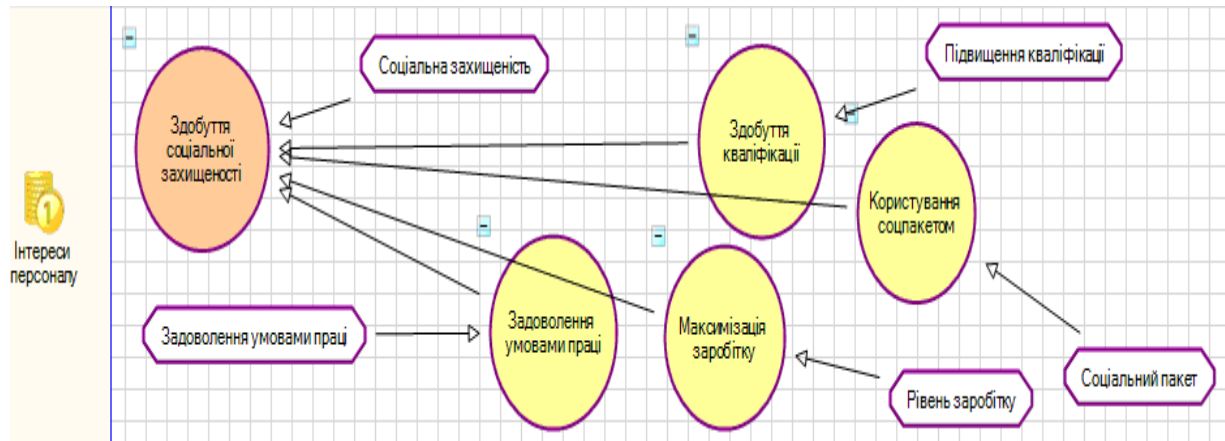 Соціальна захищеність
Підвищення кваліфікації
Здобуття
соціальної
захищеності
Здобуття
кваліфікації
Користування
соцпакетом
1
Інтереси
персоналу
Задоволення умовами праці
Задоволення
умовами праці
Максимізація
заробітку
Рівень заробітку
Соціальний пакет